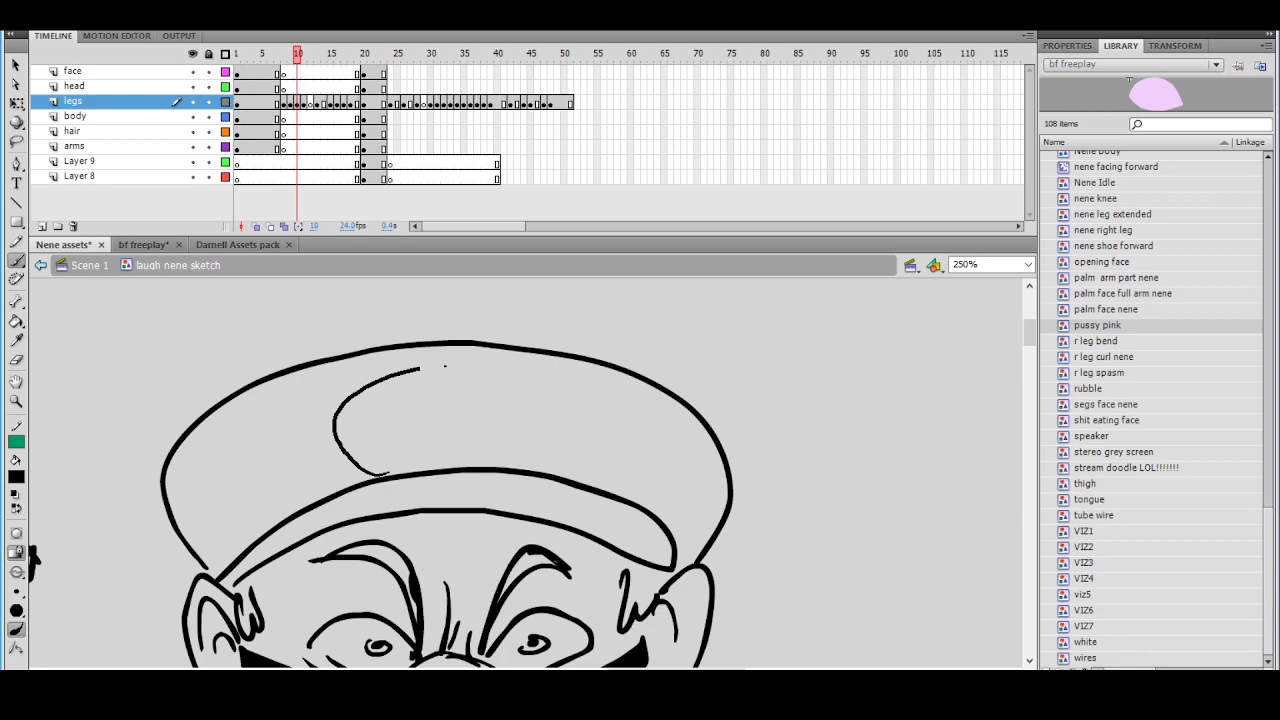 TIMELINE MOTION EDITOR OUTPUT
1 5 10 15 20 25 30 35 40 45 50 55 60 65 70 75 80 85 90 95 100 105 110 115
face
head
legs
body
hair
arms
Layer 9
Layer 8
10 24.0fps 0.4s
Nene assets* × bf freeplay* × Darnell Assets pack ×
Scene 1 laugh nene sketch 250%
PROPERTIES LIBRARY TRANSFORM
bf freeplay
108 items
Name Linkage
Nene Body
nene facing forward
Nene Idle
nene knee
nene leg extended
nene right leg
nene shoe forward
opening face
palm arm part nene
palm face full arm nene
palm face nene
pussy pink
r leg bend
r leg curl nene
r leg spasm
rubble
segs face nene
shit eating face
speaker
stereo grey screen
stream doodle LOL!!!!!!!
thigh
tongue
tube wire
VIZ1
VIZ2
VIZ3
VIZ4
viz5
VIZ6
VIZ7
white
wires